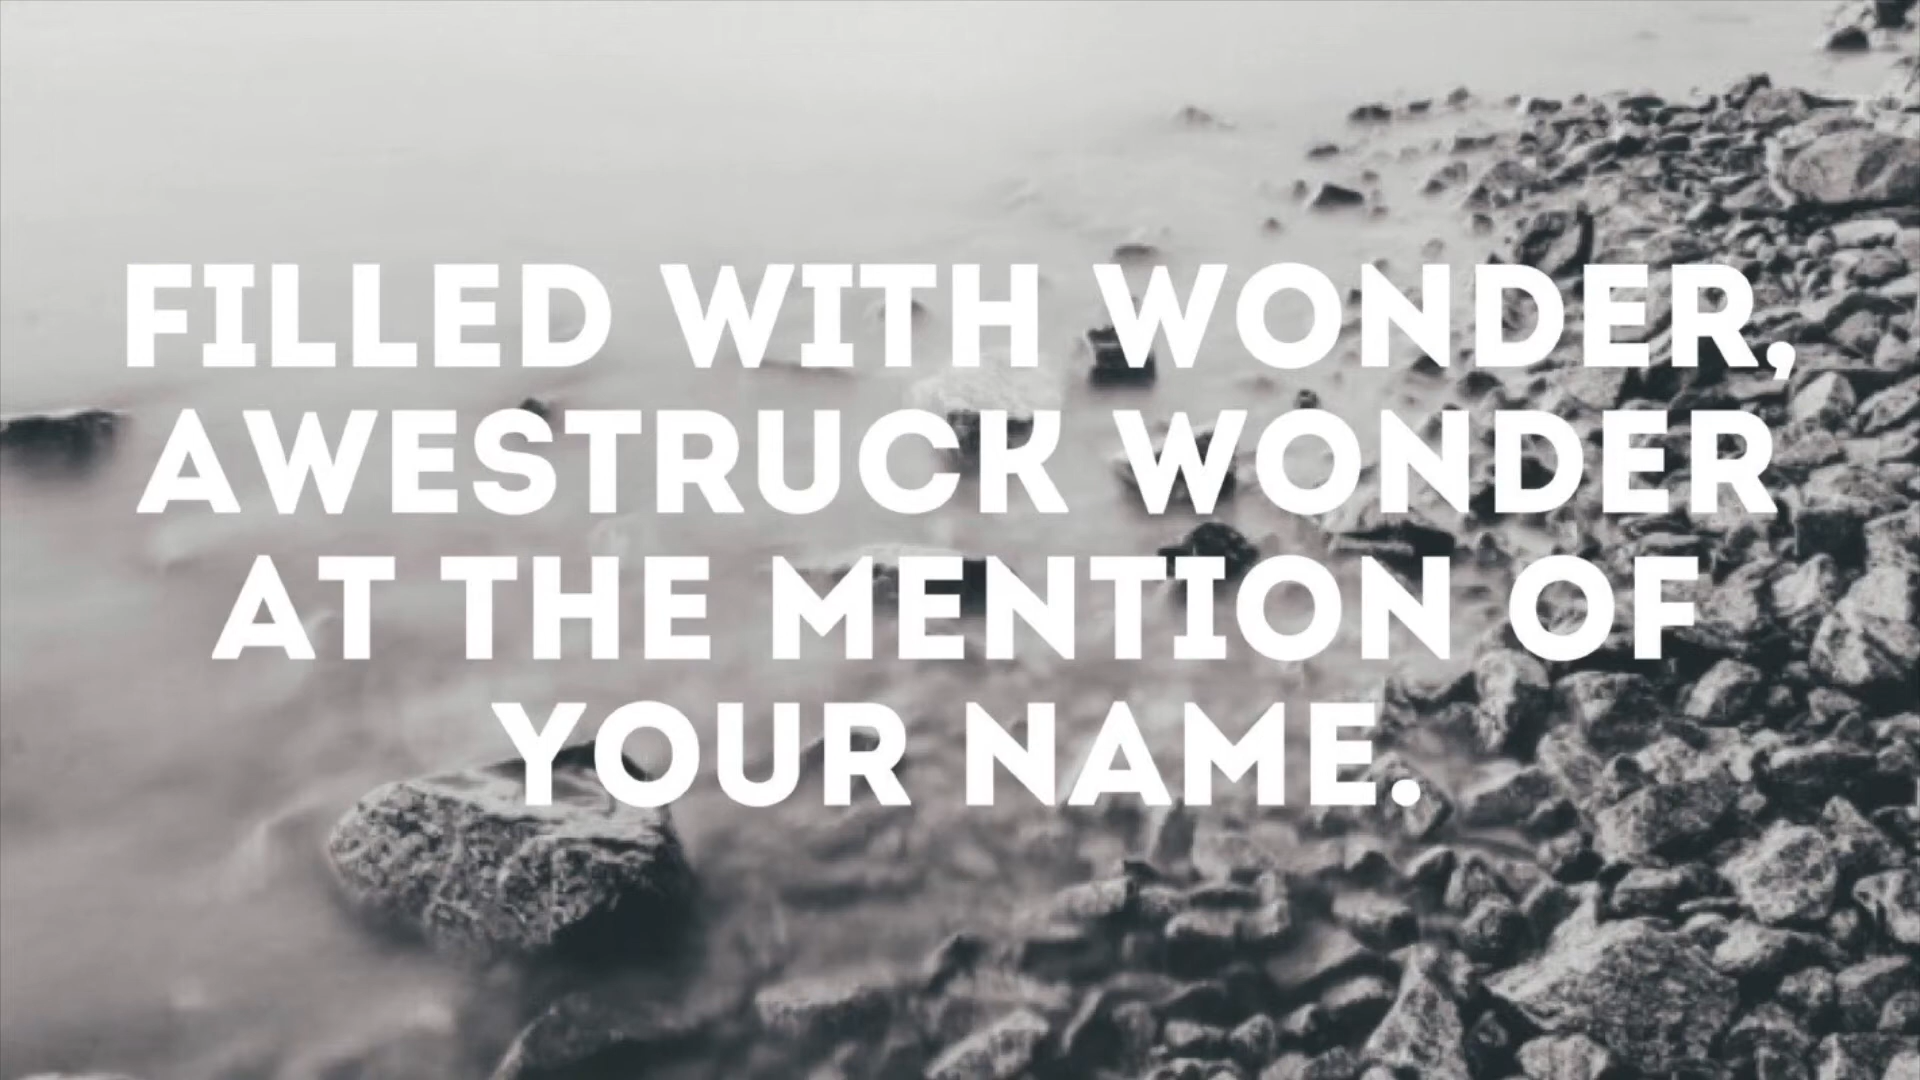 FILLED WITH WONDER,
AWESTRUCK WONDER
AT THE MENTION OF
YOUR NAME.